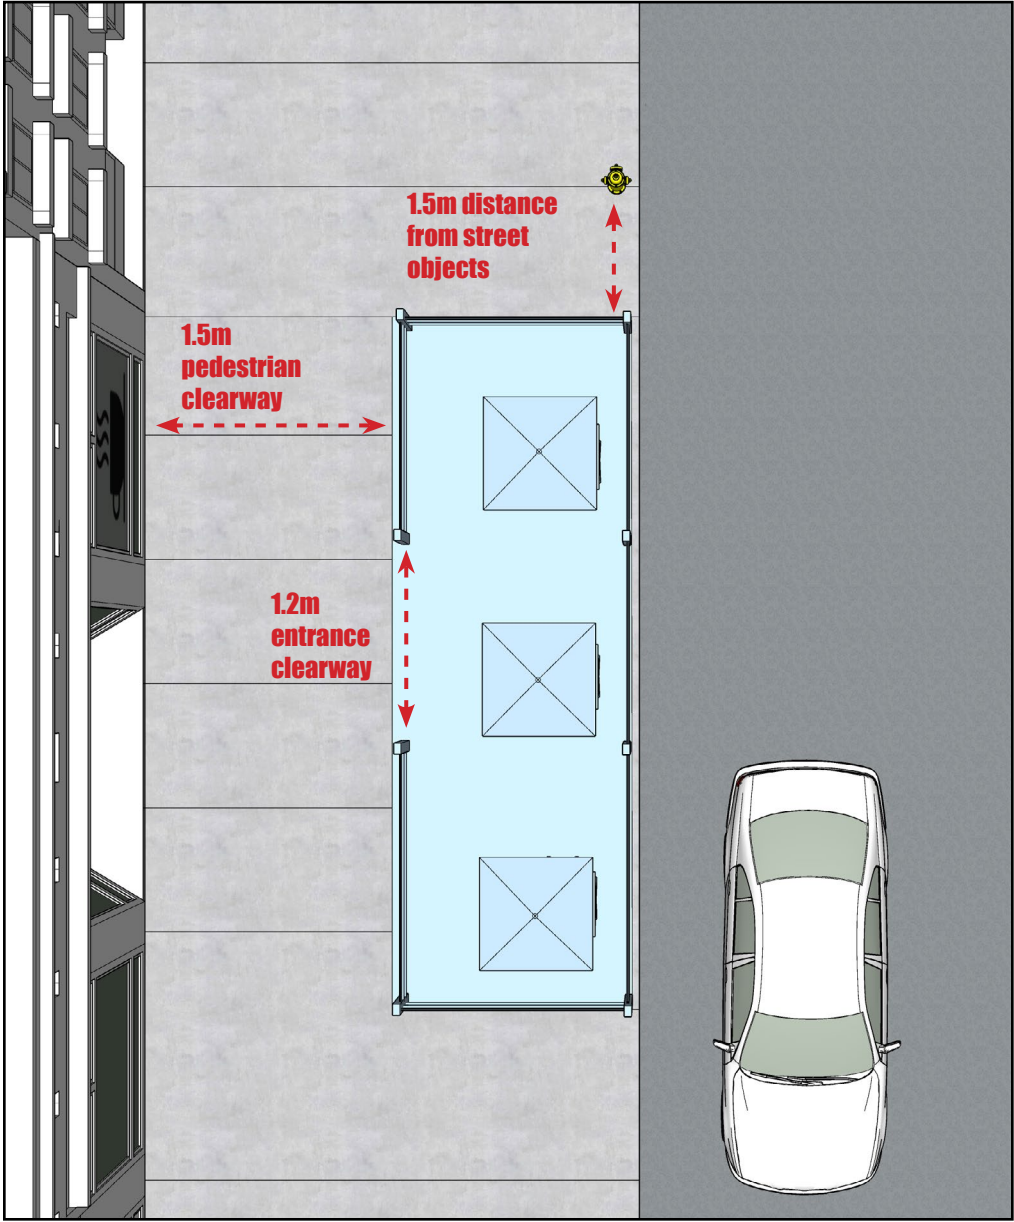 1.5m distance
from street
objects
1.5m
pedestrian
clearway
1.2m
entrance
clearway